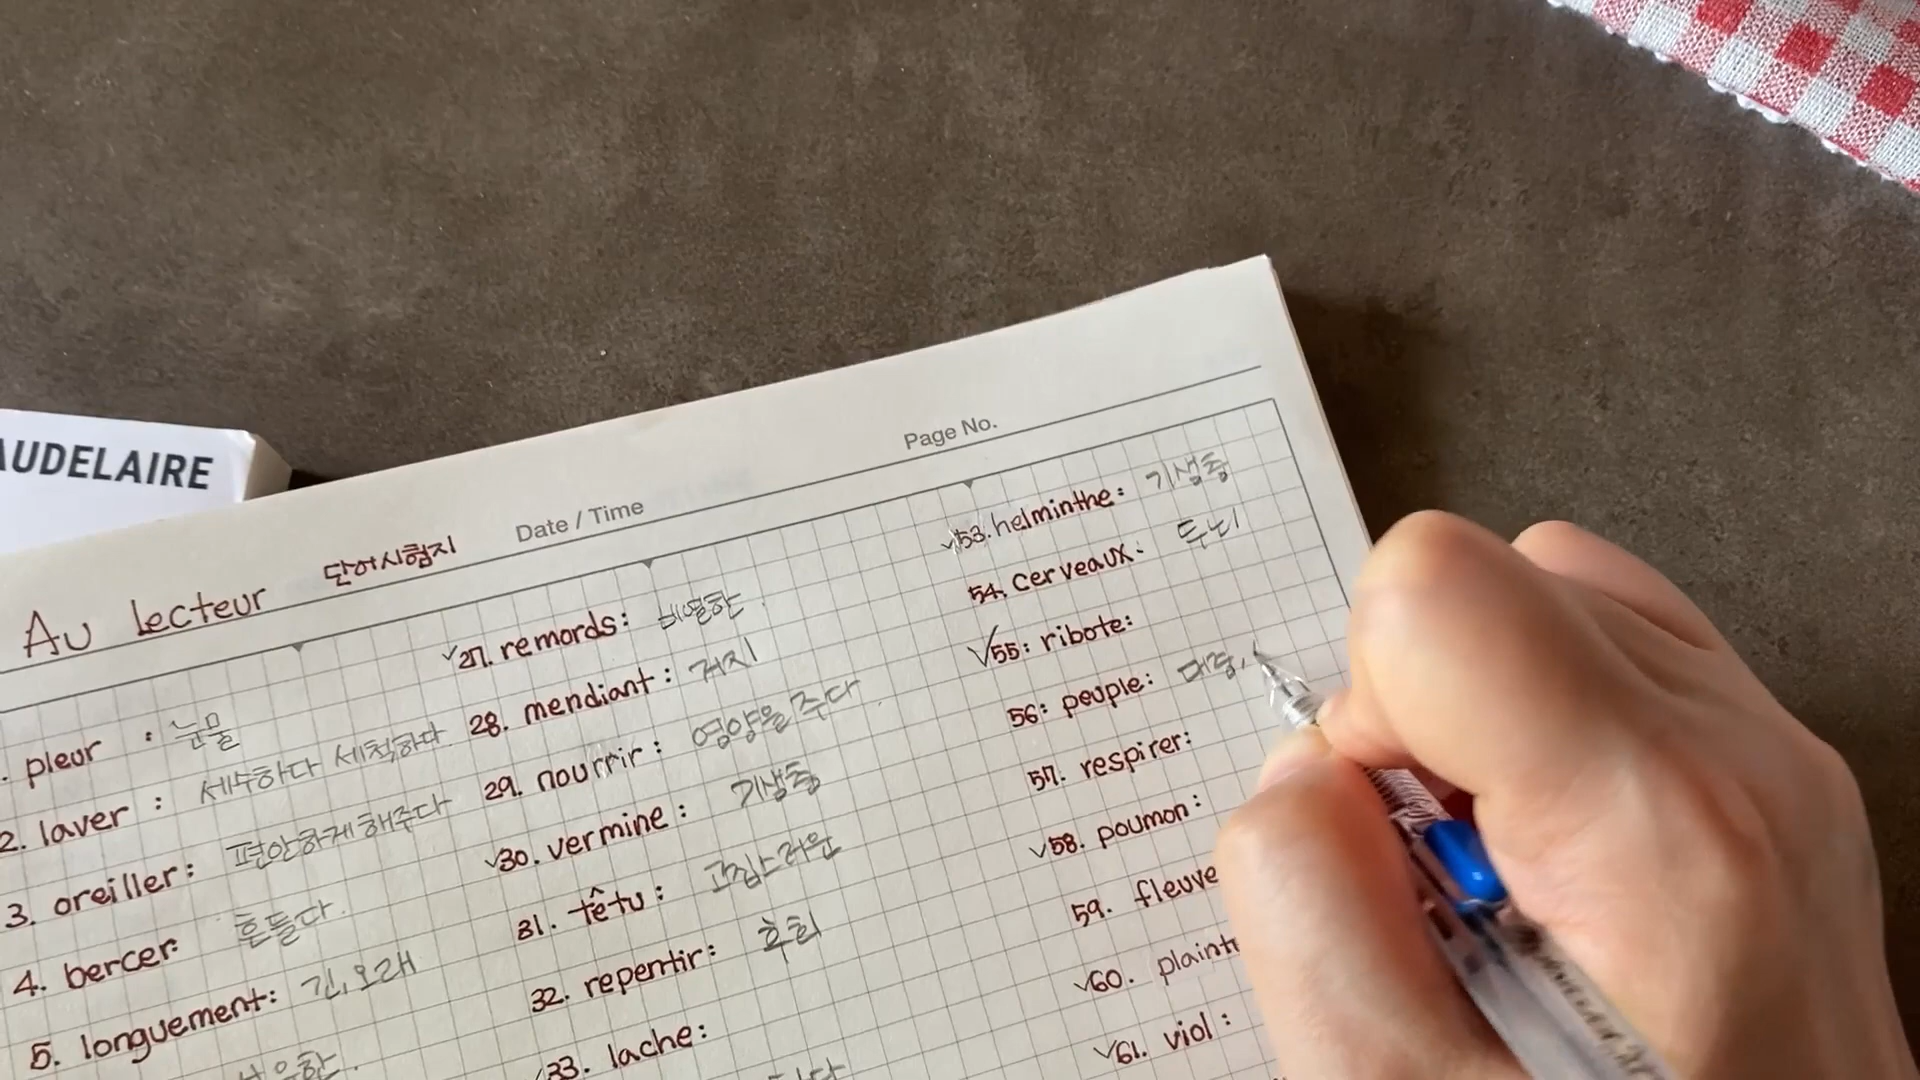 AUDELAIRE
Date / Time
Page No.
Au lecteur 단어시험지
. pleur : 눈물
2. laver : 세수하다 세척하다
3. oreiller: 편안하게해주다
4. bercer: 흔들다.
5. longuement: 긴, 오래
27. remords: 비열한
28. mendiant: 거지
29. nourrir: 영양을 주다
30. vermine: 기생충
31. têtu: 고집스러운
32. repentir: 후회
33. lache:
53. helminthe: 기생충
54. cerveaux: 두뇌
55: ribote:
56: peuple: 대중,
57. respirer:
58. poumon:
59. fleuve
60. plaint
61. viol: